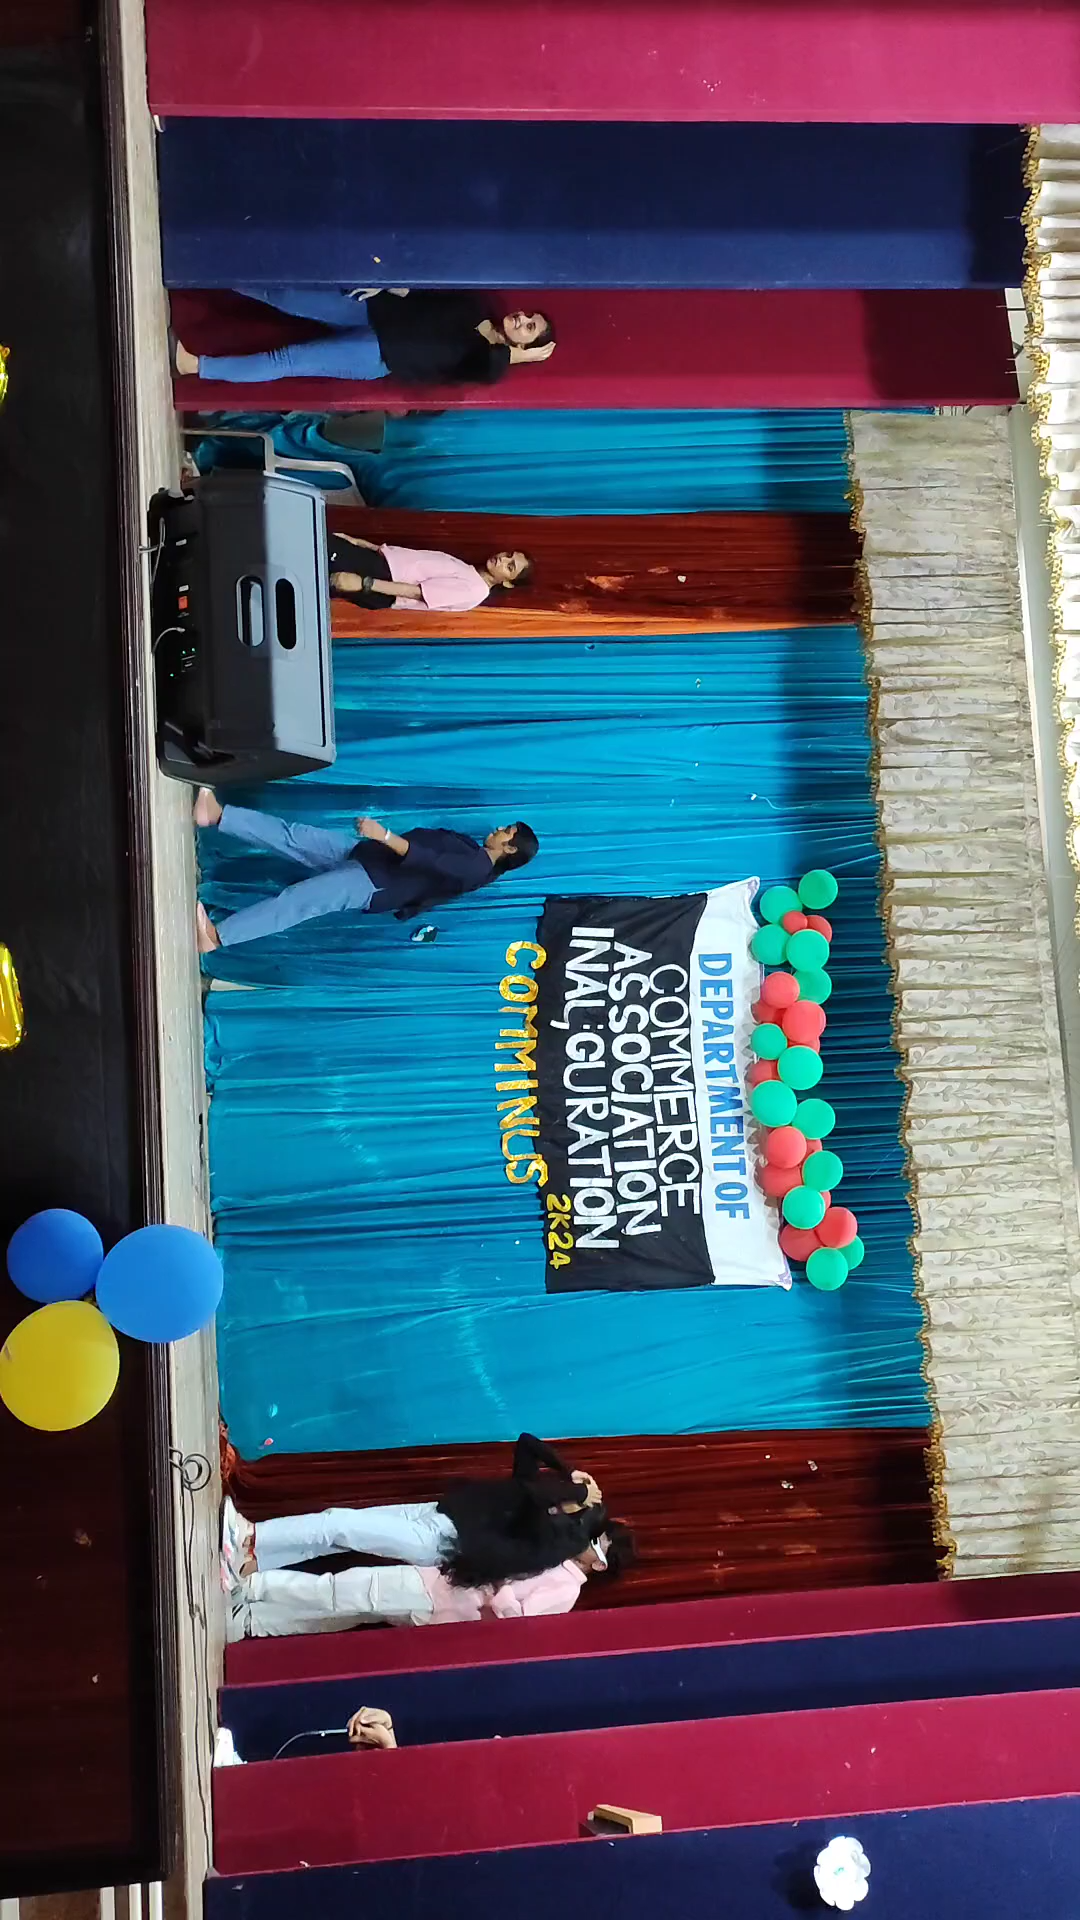 DEPARTMENT OF
COMMERCE
ASSOCIATION
INAUGURATION
COMMINUS 2K24